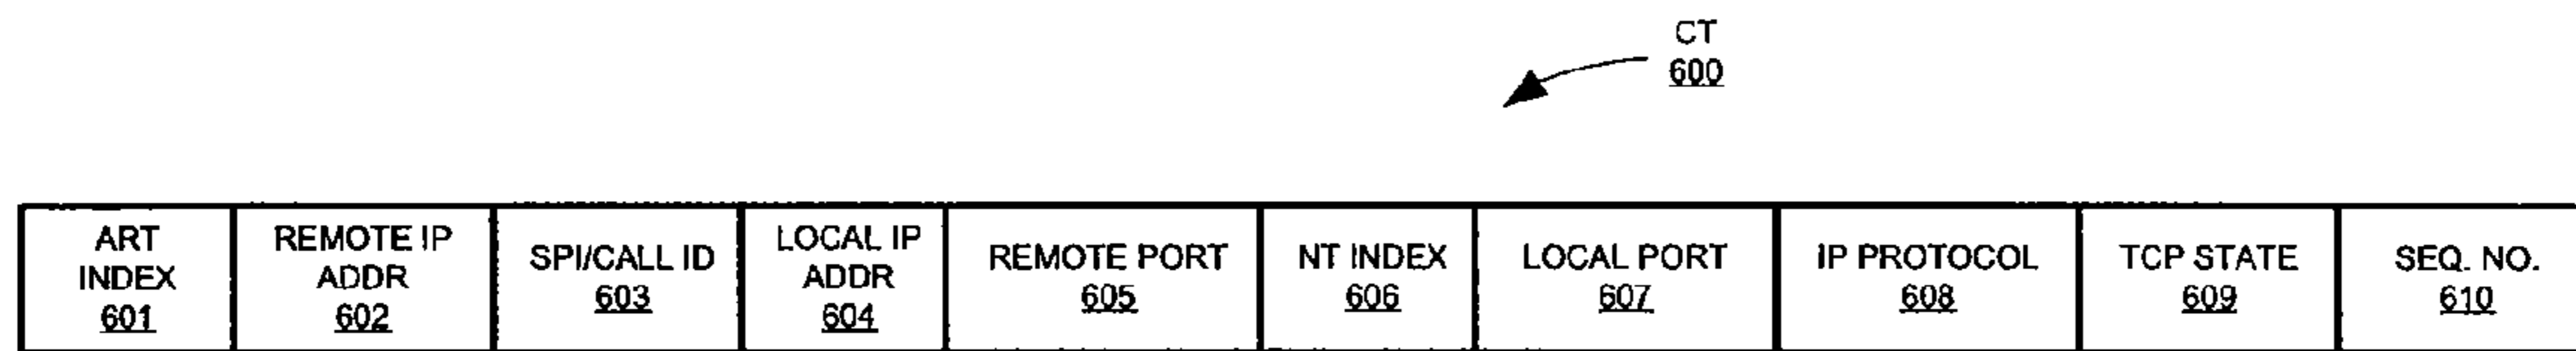 CT
600
ART
INDEX
601
REMOTE IP
ADDR
602
SPI/CALL ID
603
LOCAL IP
ADDR
604
REMOTE PORT
605
NT INDEX
606
LOCAL PORT
607
IP PROTOCOL
608
TCP STATE
609
SEQ. NO.
610